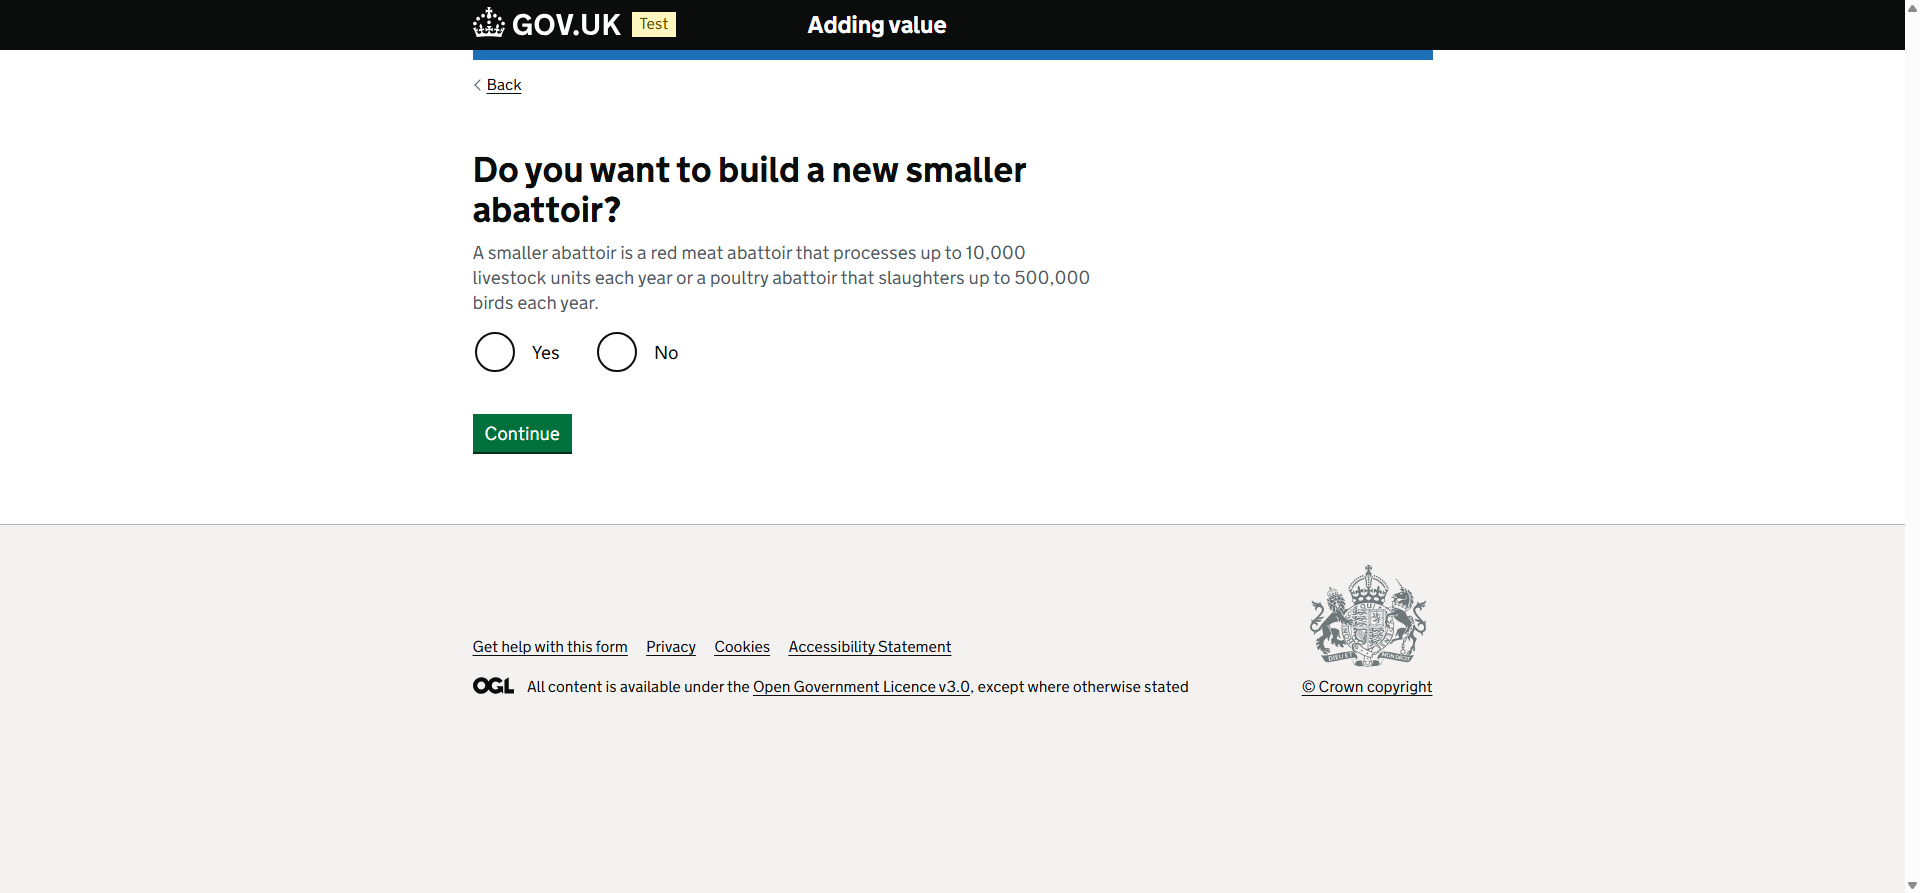 GOV.UK Test Adding value
Back
Do you want to build a new smaller
abattoir?
A smaller abattoir is a red meat abattoir that processes up to 10,000
livestock units each year or a poultry abattoir that slaughters up to 500,000
birds each year.
Yes No
Continue
Get help with this form Privacy Cookies Accessibility Statement
OGL All content is available under the Open Government Licence v3.0, except where otherwise stated
© Crown copyright